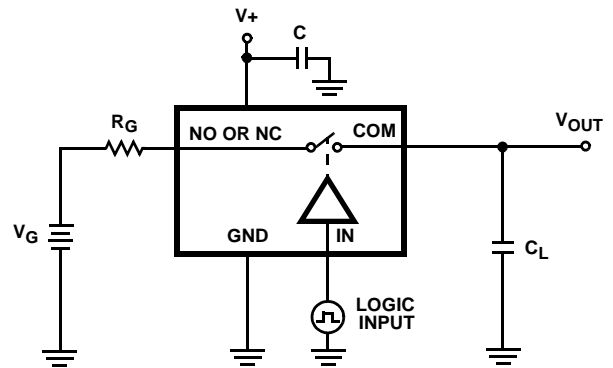 V+
C
RG
NO OR NC
COM
VOUT
VG
GND
IN
CL
LOGIC
INPUT